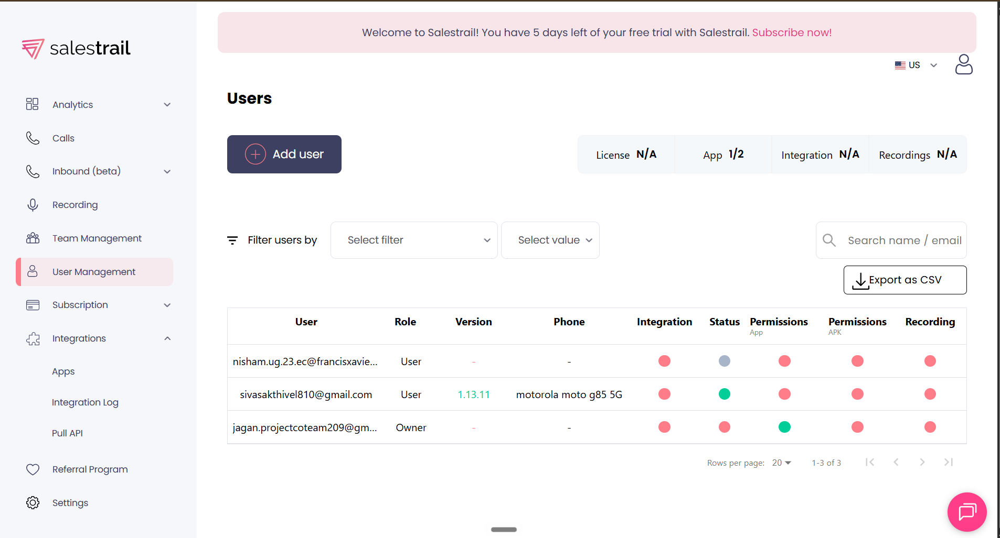 Welcome to Salestrail! You have 5 days left of your free trial with Salestrail. Subscribe now!
salestrail
US
Analytics
Calls
Inbound (beta)
Recording
Team Management
User Management
Subscription
Integrations
Apps
Integration Log
Pull API
Referral Program
Settings
Users
Add user
License N/A App 1/2 Integration N/A Recordings N/A
Filter users by Select filter Select value Search name / email
Export as CSV
User Role Version Phone Integration Status Permissions Permissions Recording
App APK
nisham.ug.23.ec@francisxavie... User - -
sivasakthivel810@gmail.com User 1.13.11 motorola moto g85 5G
jagan.projectcoteam209@gm... Owner - -
Rows per page: 20 1-3 of 3